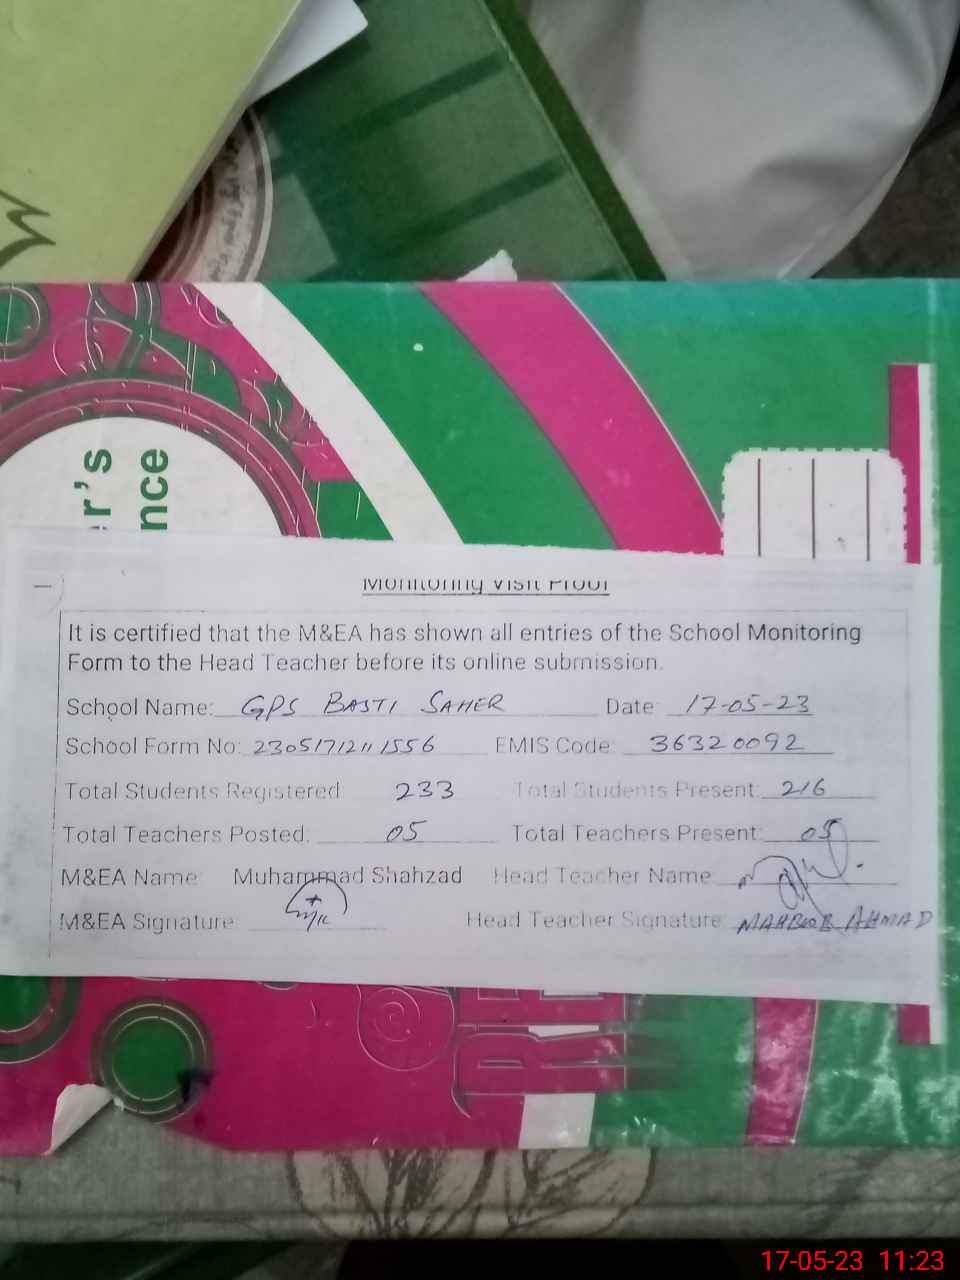 r's
nce
Monitoring Visit Proof
It is certified that the M&EA has shown all entries of the School Monitoring
Form to the Head Teacher before its online submission.
School Name: GPS BASTI SAHER Date: 17-05-23
School Form No: 23051712111556 EMIS Code: 36320092
Total Students Registered 233 Total Students Present: 216
Total Teachers Posted: 05 Total Teachers Present: 05
M&EA Name: Muhammad Shahzad Head Teacher Name:
M&EA Signature: Head Teacher Signature: MAHBOOB AHMAD
17-05-23 11:23